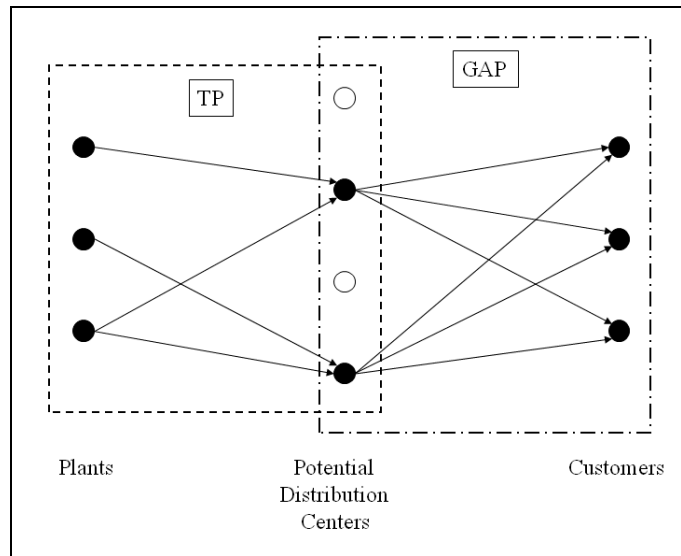 TP
GAP
Plants
Potential
Distribution
Centers
Customers